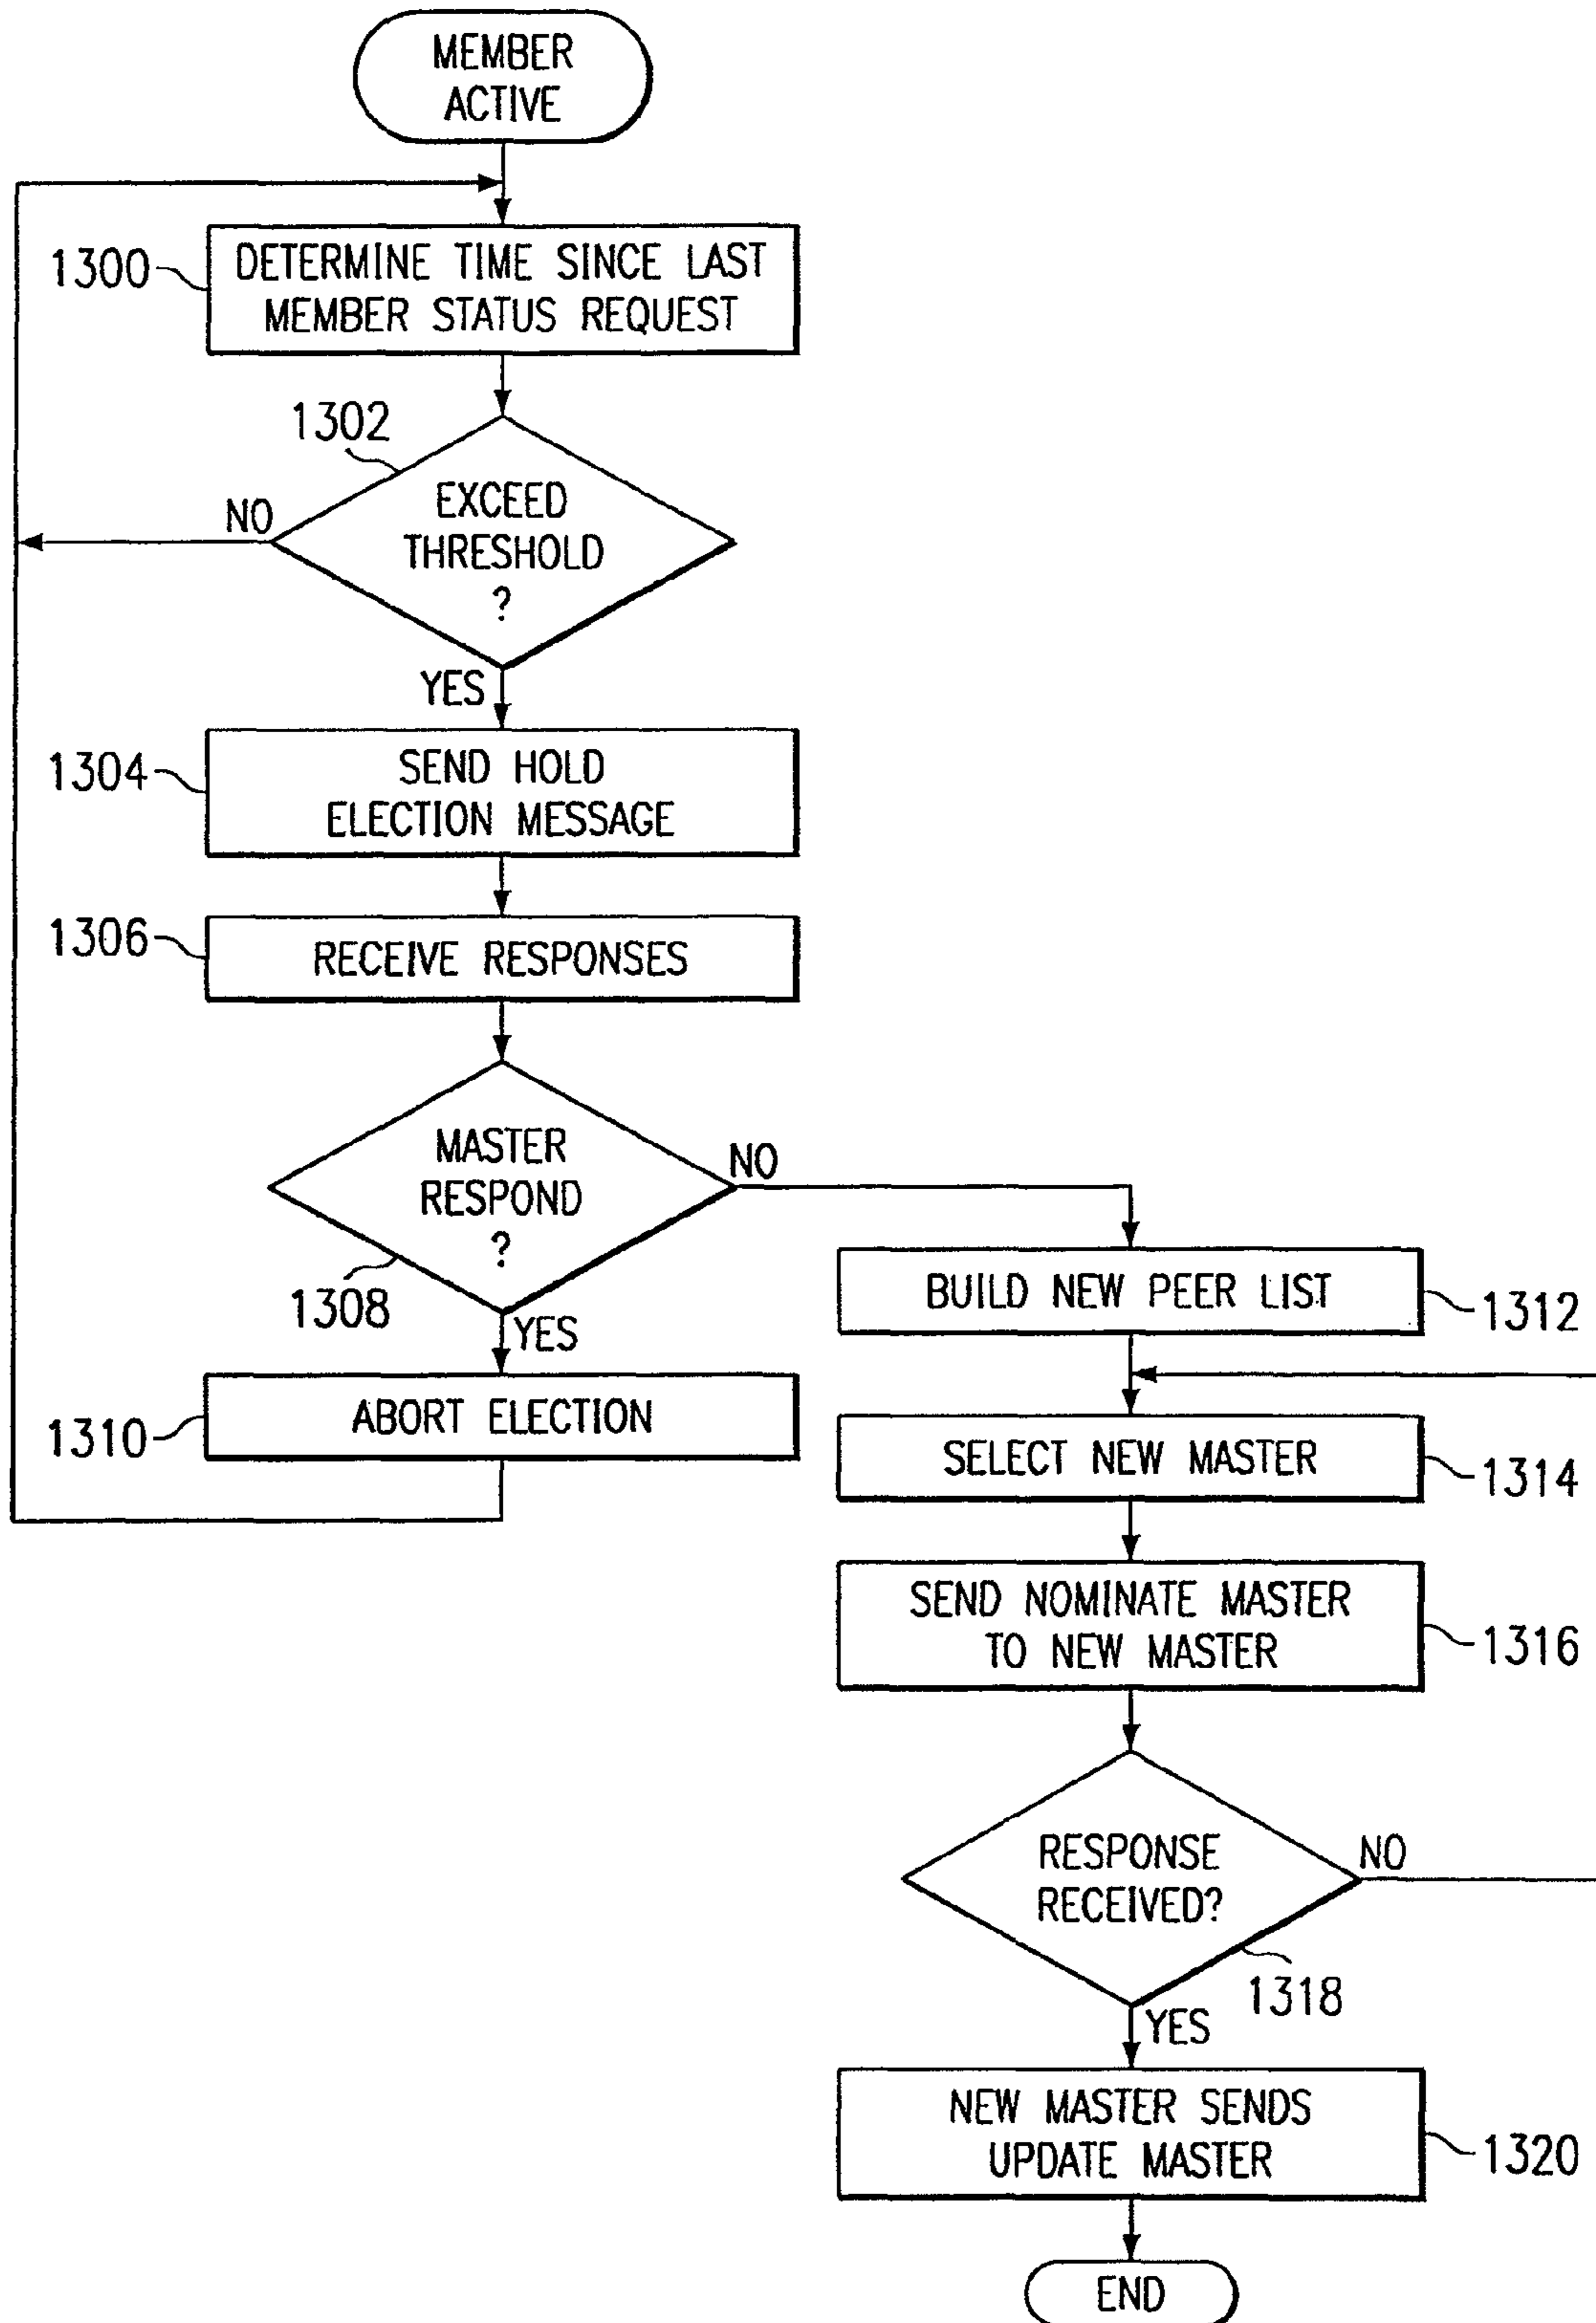 MEMBER
ACTIVE
1300
DETERMINE TIME SINCE LAST
MEMBER STATUS REQUEST
1302
EXCEED
THRESHOLD
?
NO
YES
1304
SEND HOLD
ELECTION MESSAGE
1306
RECEIVE RESPONSES
MASTER
RESPOND
?
NO
1308
YES
1310
ABORT ELECTION
BUILD NEW PEER LIST
1312
SELECT NEW MASTER
1314
SEND NOMINATE MASTER
TO NEW MASTER
1316
RESPONSE
RECEIVED?
NO
1318
YES
NEW MASTER SENDS
UPDATE MASTER
1320
END